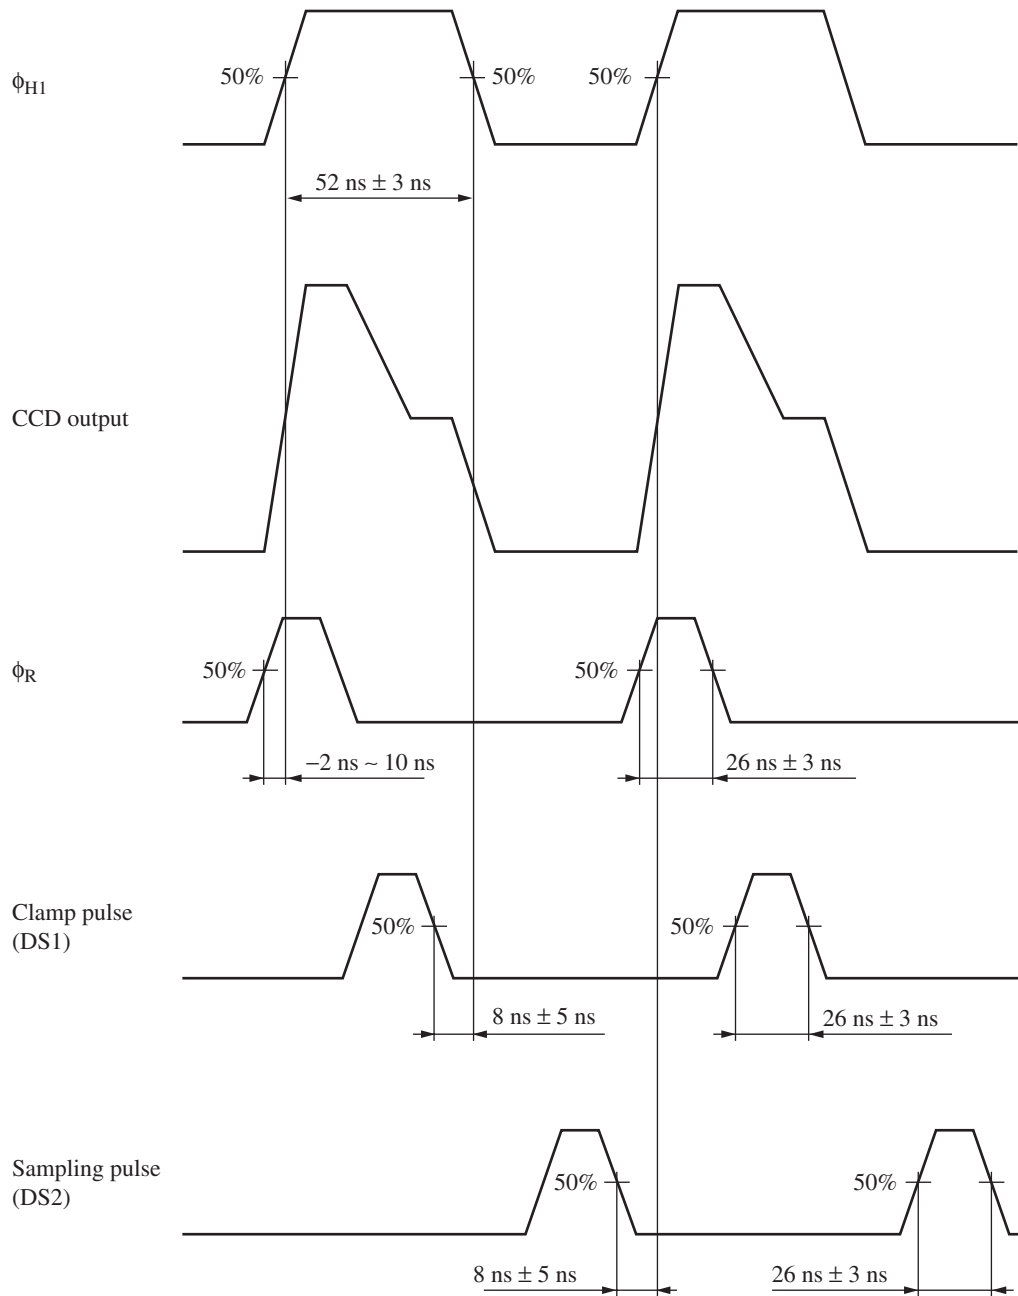 ϕH1
50%
50%
50%
52 ns ± 3 ns
CCD output
ϕR
50%
50%
−2 ns ~ 10 ns
26 ns ± 3 ns
Clamp pulse
(DS1)
50%
50%
8 ns ± 5 ns
26 ns ± 3 ns
Sampling pulse
(DS2)
50%
50%
8 ns ± 5 ns
26 ns ± 3 ns